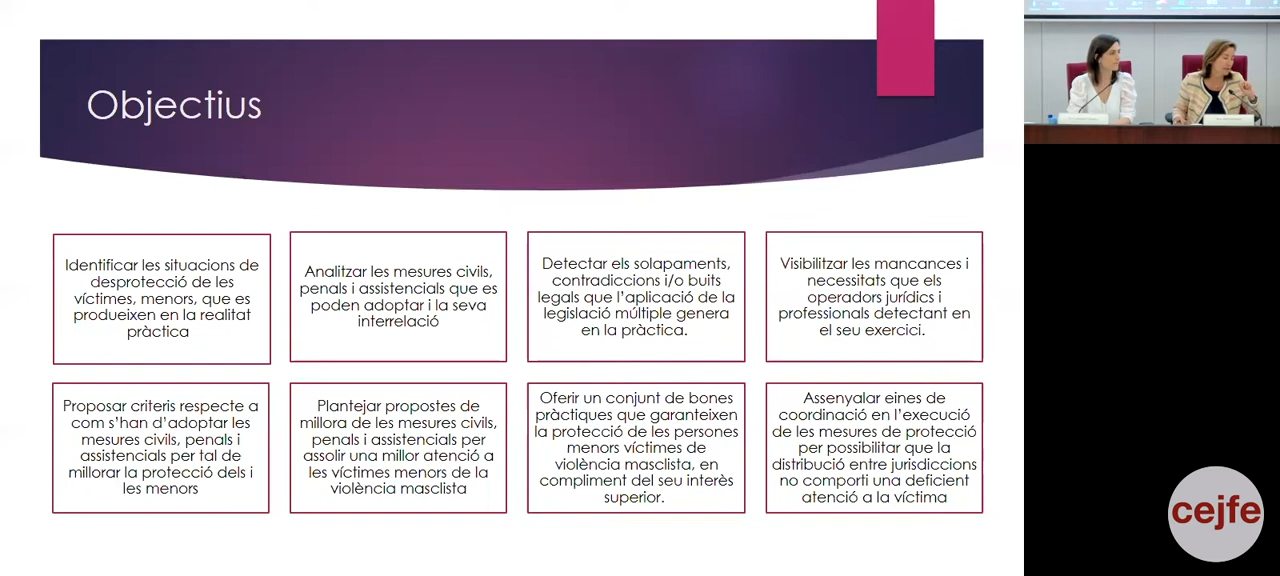 Objectius
Identificar les situacions de
desprotecció de les
víctimes, menors, que es
produeixen en la realitat
pràctica
Analitzar les mesures civils,
penals i assistencials que es
poden adoptar i la seva
interrelació
Detectar els solapaments,
contradiccions i/o buits
legals que l'aplicació de la
legislació múltiple genera
en la pràctica.
Visibilitzar les mancances i
necessitats que els
operadors jurídics i
professionals detectant en
el seu exercici.
Proposar criteris respecte a
com s'han d'adoptar les
mesures civils, penals i
assistencials per tal de
millorar la protecció dels i
les menors
Plantejar propostes de
millora de les mesures civils,
penals i assistencials per
assolir una millor atenció a
les víctimes menors de la
violència masclista
Oferir un conjunt de bones
pràctiques que garanteixen
la protecció de les persones
menors víctimes de
violència masclista, en
compliment del seu interès
superior.
Assenyalar eines de
coordinació en l'execució
de les mesures de protecció
per possibilitar que la
distribució entre jurisdiccions
no comporti una deficient
atenció a la víctima
cejfe